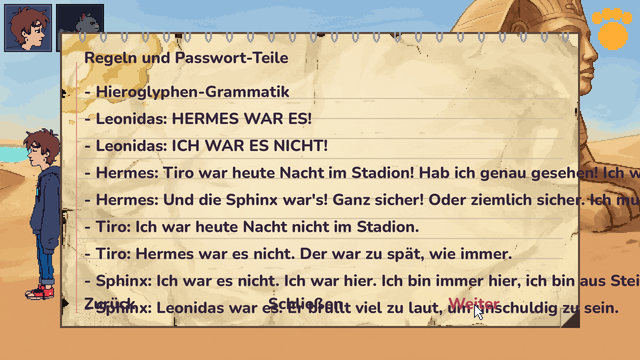 Regeln und Passwort-Teile
- Hieroglyphen-Grammatik
- Leonidas: HERMES WAR ES!
- Leonidas: ICH WAR ES NICHT!
- Hermes: Tiro war heute Nacht im Stadion! Hab ich genau gesehen! Ich w
- Hermes: Und die Sphinx war's! Ganz sicher! Oder ziemlich sicher. Ich mu
- Tiro: Ich war heute Nacht nicht im Stadion.
- Tiro: Hermes war es nicht. Der war zu spät, wie immer.
- Sphinx: Ich war es nicht. Ich war hier. Ich bin immer hier, ich bin aus Stei
- Sphinx: Leonidas war es. Er brüllt viel zu laut, um unschuldig zu sein.
Zurück Schließen Weiter